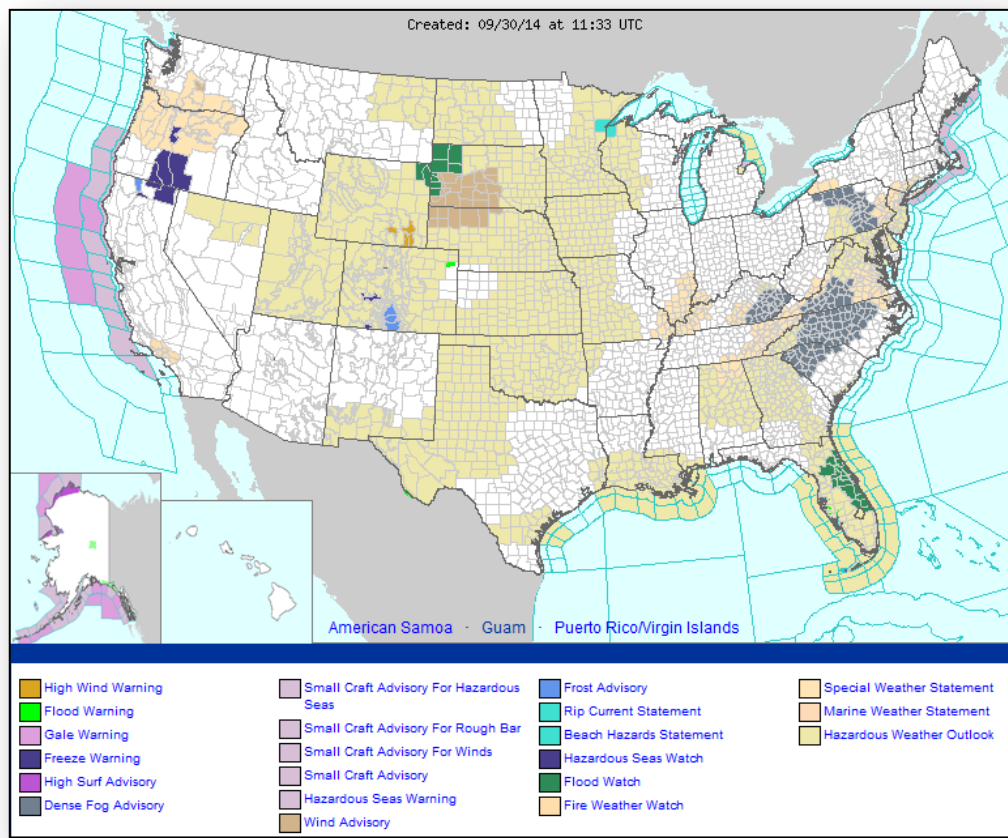 Created: 09/30/14 at 11:33 UTC
American Samoa - Guam - Puerto Rico/Virgin Islands
High Wind Warning
Flood Warning
Gale Warning
Freeze Warning
High Surf Advisory
Dense Fog Advisory
Small Craft Advisory For Hazardous
Seas
Small Craft Advisory For Rough Bar
Small Craft Advisory For Winds
Small Craft Advisory
Hazardous Seas Warning
Wind Advisory
Frost Advisory
Rip Current Statement
Beach Hazards Statement
Hazardous Seas Watch
Flood Watch
Fire Weather Watch
Special Weather Statement
Marine Weather Statement
Hazardous Weather Outlook